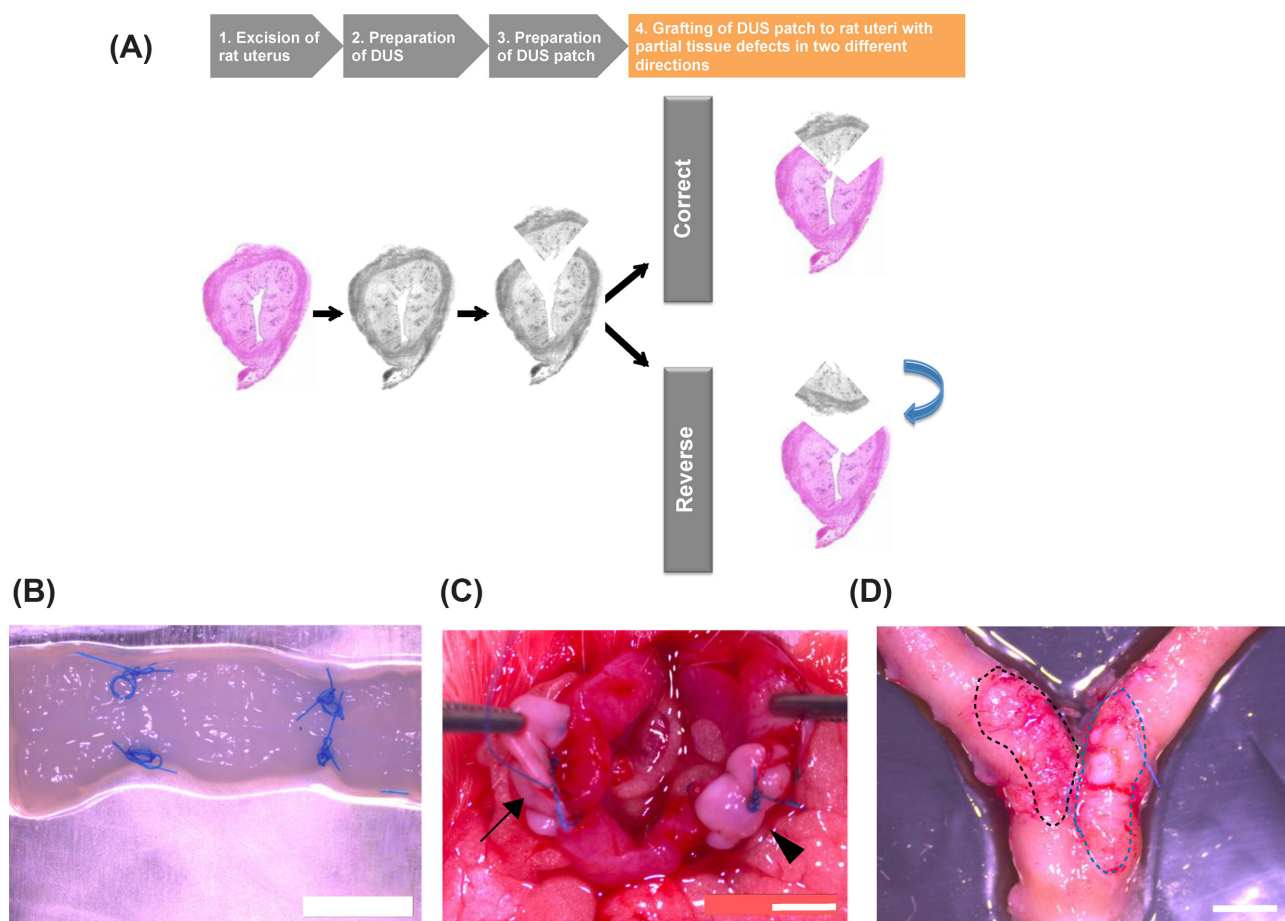 (A)
1. Excision of
rat uterus
2. Preparation
of DUS
3. Preparation
of DUS patch
4. Grafting of DUS patch to rat uteri with
partial tissue defects in two different
directions
Correct
Reverse
(B)
(C)
(D)